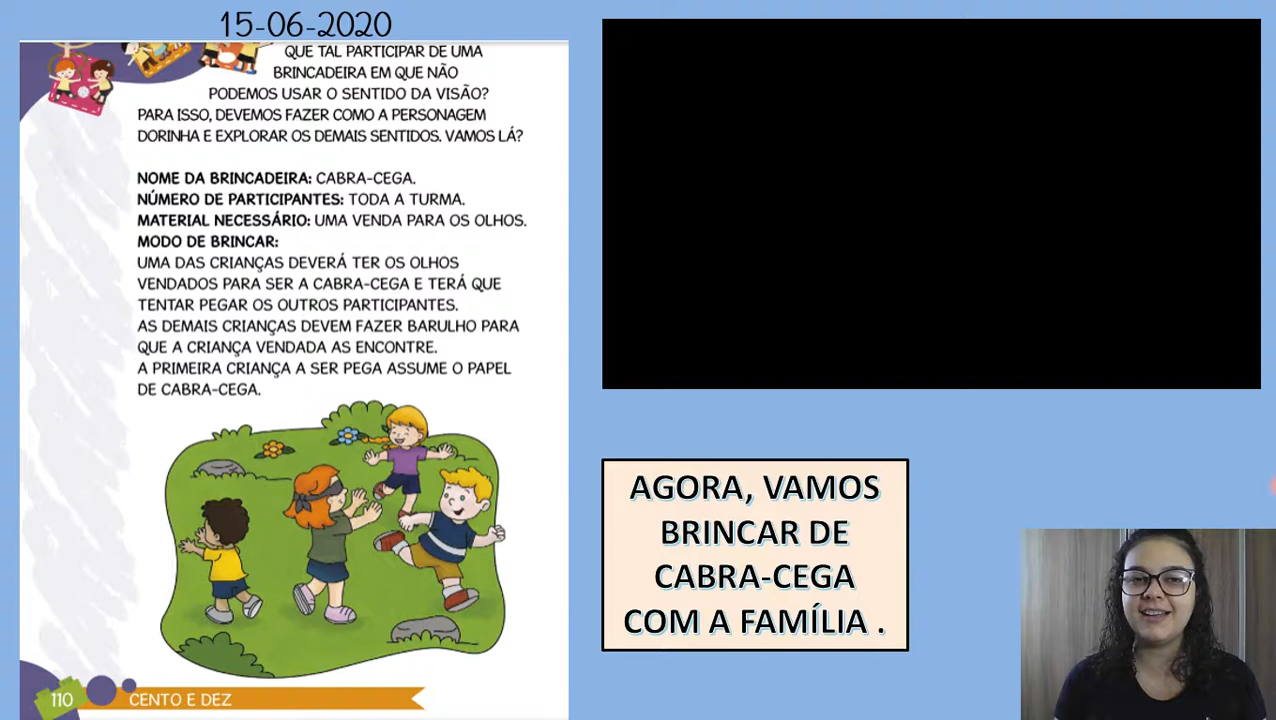 15-06-2020
QUE TAL PARTICIPAR DE UMA
BRINCADEIRA EM QUE NÃO
PODEMOS USAR O SENTIDO DA VISÃO?
PARA ISSO, DEVEMOS FAZER COMO A PERSONAGEM
DORINHA E EXPLORAR OS DEMAIS SENTIDOS. VAMOS LÁ?
NOME DA BRINCADEIRA: CABRA-CEGA.
NÚMERO DE PARTICIPANTES: TODA A TURMA.
MATERIAL NECESSÁRIO: UMA VENDA PARA OS OLHOS.
MODO DE BRINCAR:
UMA DAS CRIANÇAS DEVERÁ TER OS OLHOS
VENDADOS PARA SER A CABRA-CEGA E TERÁ QUE
TENTAR PEGAR OS OUTROS PARTICIPANTES.
AS DEMAIS CRIANÇAS DEVEM FAZER BARULHO PARA
QUE A CRIANÇA VENDADA AS ENCONTRE.
A PRIMEIRA CRIANÇA A SER PEGA ASSUME O PAPEL
DE CABRA-CEGA.
110 CENTO E DEZ
AGORA, VAMOS
BRINCAR DE
CABRA-CEGA
COM A FAMÍLIA .